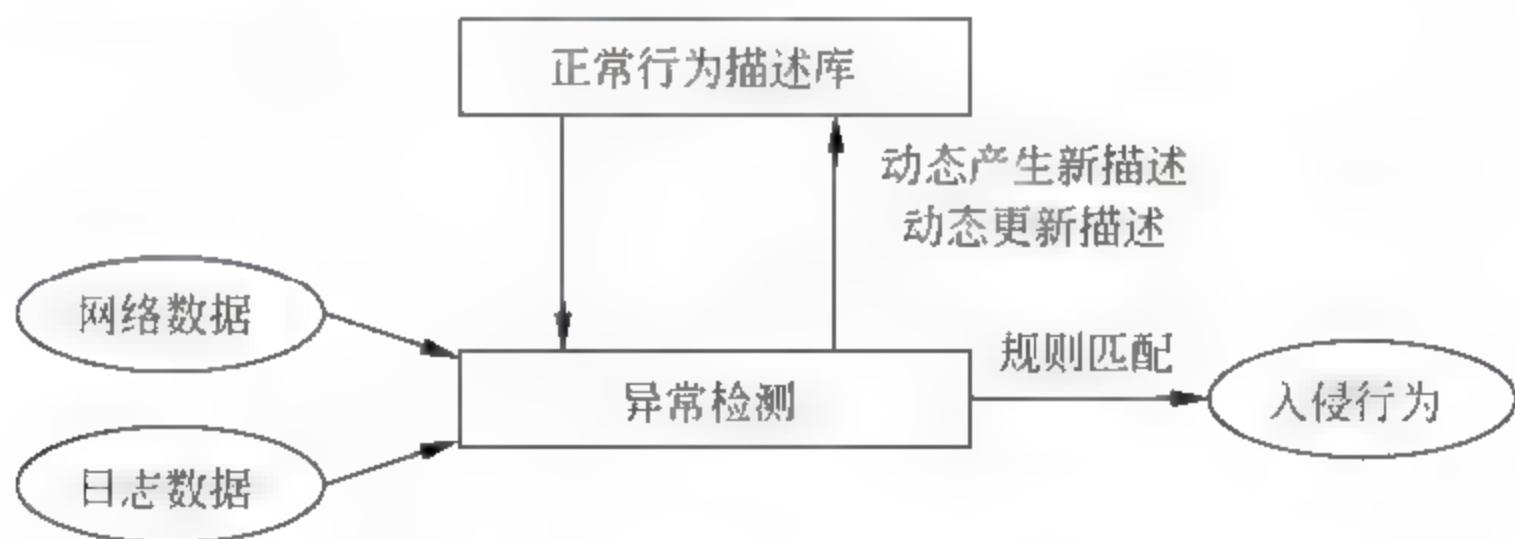 正常行为描述库
动态产生新描述
动态更新描述
网络数据
规则匹配
异常检测
入侵行为
日志数据